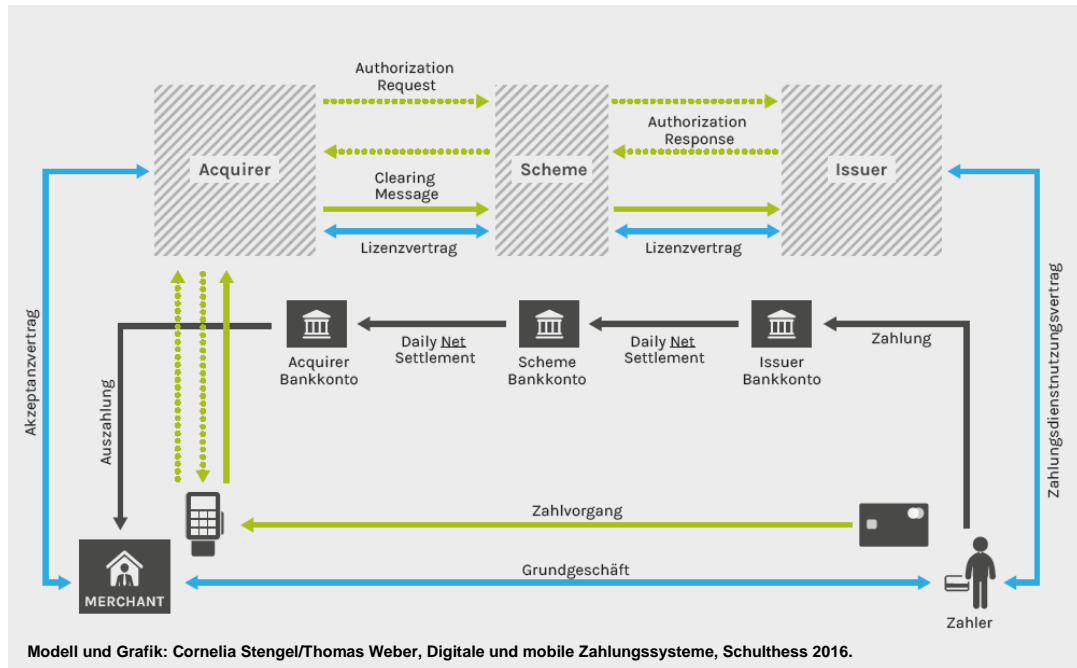 Authorization
Request
Authorization
Response
Acquirer
Scheme
Issuer
Clearing
Message
Lizenzvertrag
Lizenzvertrag
Akzeptanzvertrag
Auszahlung
Acquirer
Bankkonto
Daily Net
Settlement
Scheme
Bankkonto
Daily Net
Settlement
Issuer
Bankkonto
Zahlung
Zahlungsdienstnutzungsvertrag
Zahlvorgang
MERCHANT
Grundgeschäft
Zahler
Modell und Grafik: Cornelia Stengel/Thomas Weber, Digitale und mobile Zahlungssysteme, Schulthess 2016.